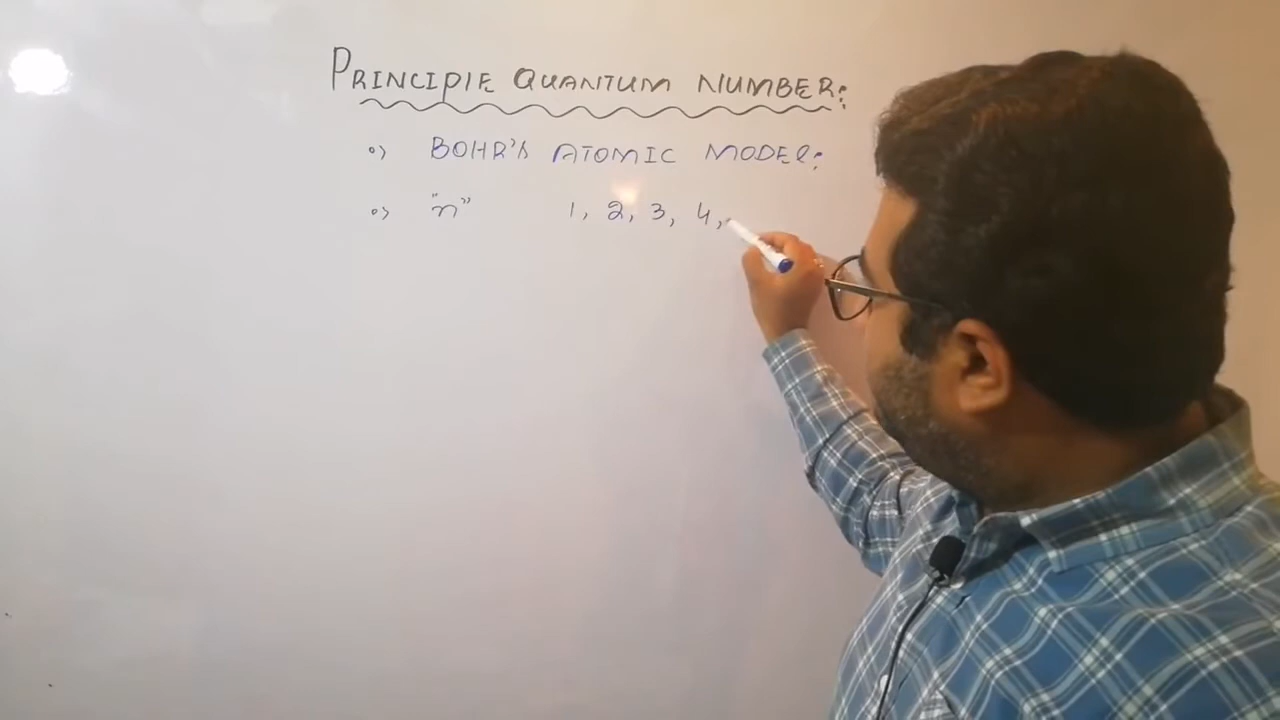 PRINCIPLE QUANTUM NUMBER:
BOHR'S ATOMIC MODEL:
"n" 1, 2, 3, 4,